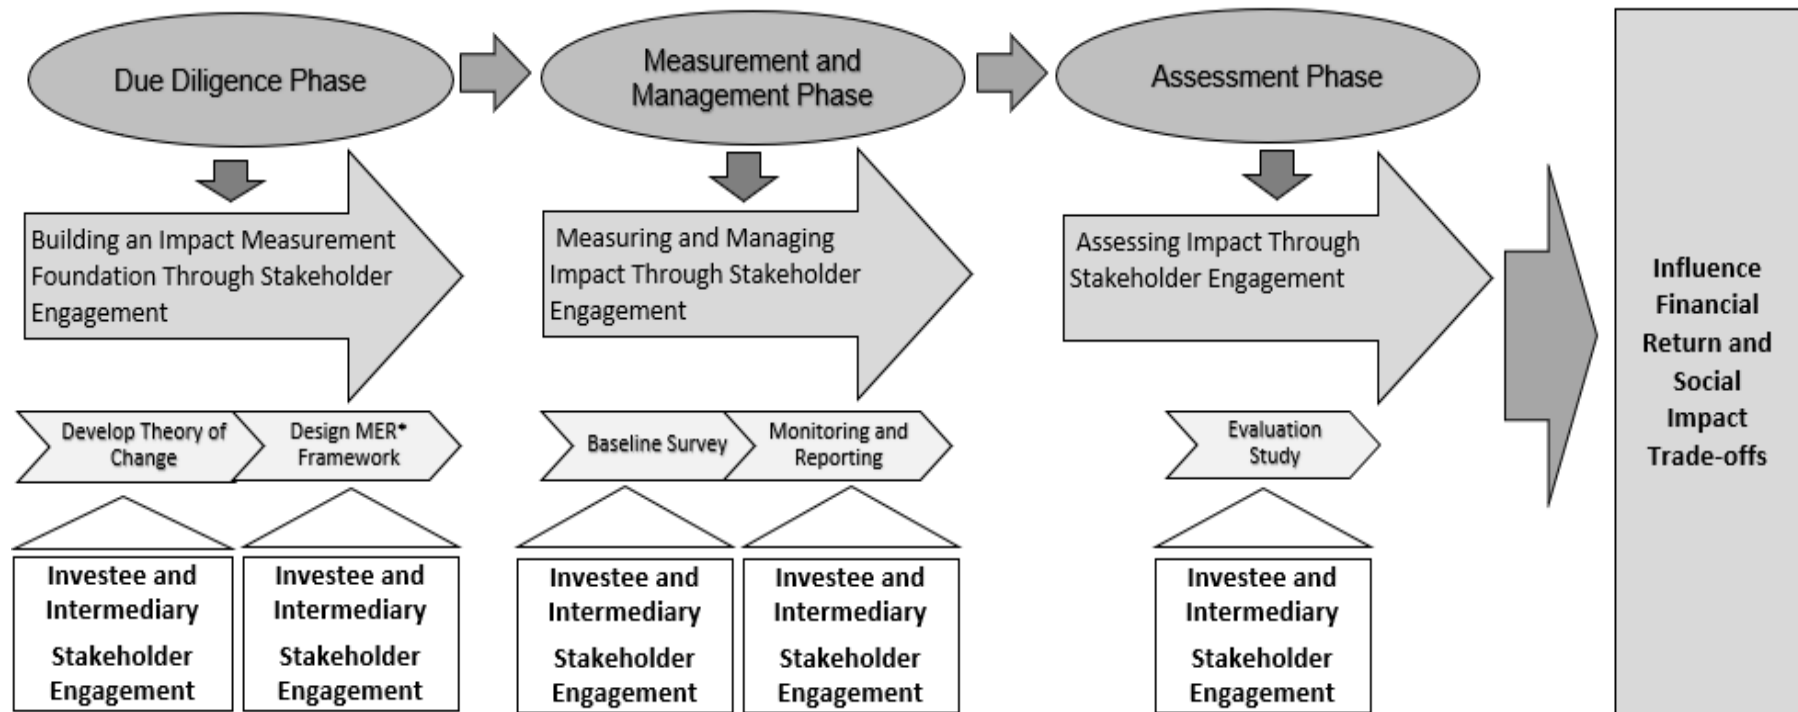 Due Diligence Phase
Measurement and
Management Phase
Assessment Phase
Building an Impact Measurement
Foundation Through Stakeholder
Engagement
Measuring and Managing
Impact Through Stakeholder
Engagement
Assessing Impact Through
Stakeholder Engagement
Develop Theory of
Change
Design MER*
Framework
Baseline Survey
Monitoring and
Reporting
Evaluation
Study
Investee and
Intermediary
Stakeholder
Engagement
Investee and
Intermediary
Stakeholder
Engagement
Investee and
Intermediary
Stakeholder
Engagement
Investee and
Intermediary
Stakeholder
Engagement
Investee and
Intermediary
Stakeholder
Engagement
Influence
Financial
Return and
Social
Impact
Trade-offs